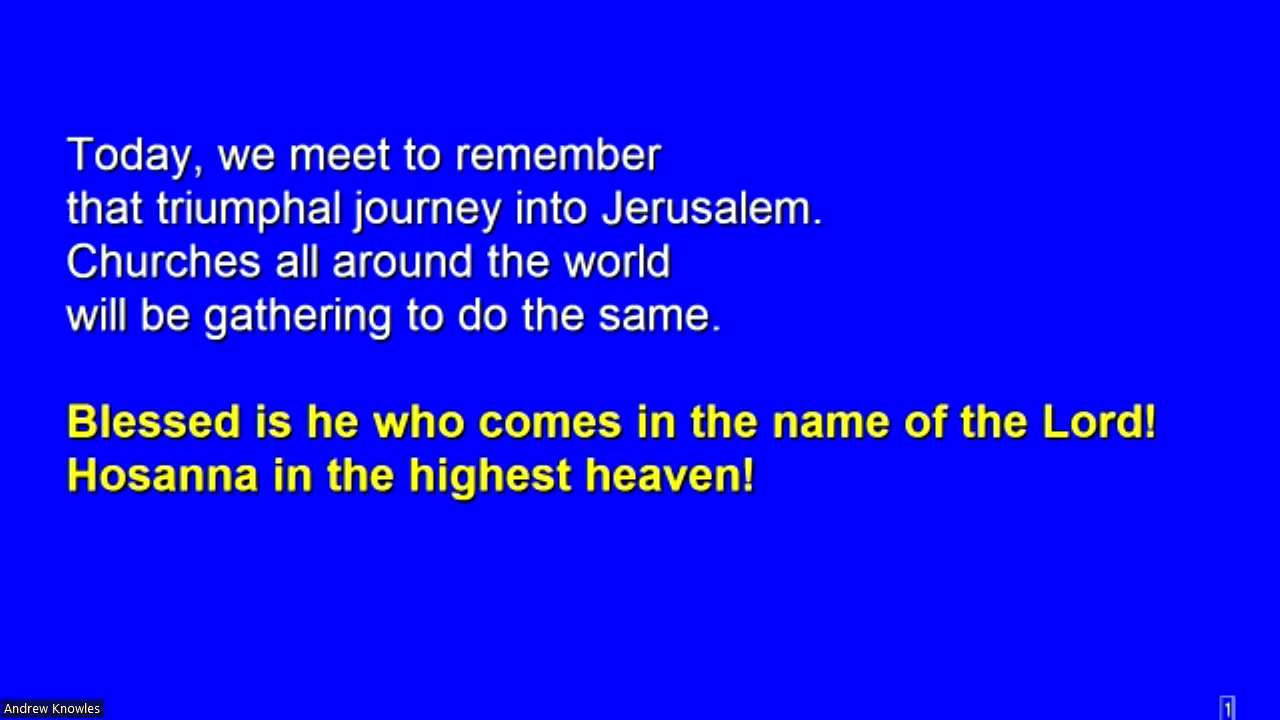 Today, we meet to remember
that triumphal journey into Jerusalem.
Churches all around the world
will be gathering to do the same.
Blessed is he who comes in the name of the Lord!
Hosanna in the highest heaven!
Andrew Knowles
1